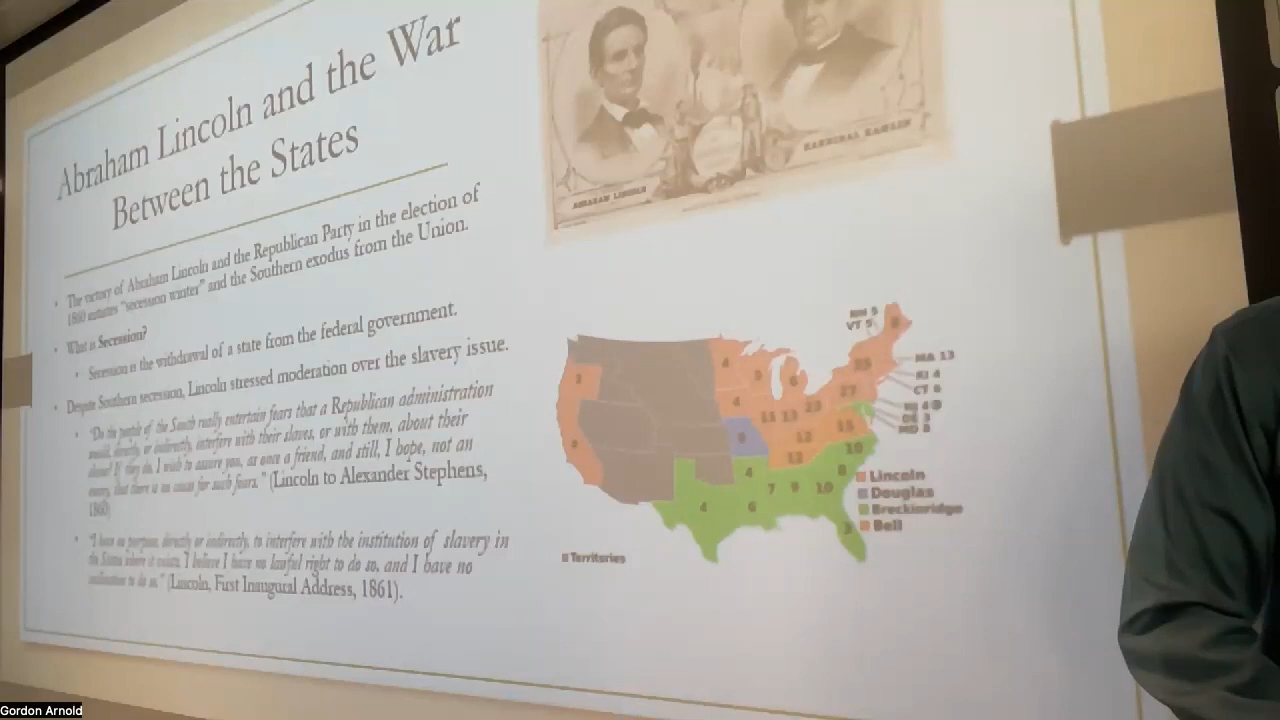 Abraham Lincoln and the War
Between the States
• The victory of Abraham Lincoln and the Republican Party in the election of
1860 initiates "secession winter" and the Southern exodus from the Union.
• What is Secession?
• Secession is the withdrawal of a state from the federal government.
• Despite Southern secession, Lincoln stressed moderation over the slavery issue.
• "Do the people of the South really entertain fears that a Republican administration
would, directly, or indirectly, interfere with their slaves, or with them, about their
slaves? If they do, I wish to assure you, as once a friend, and still, I hope, not an
enemy, that there is no cause for such fears." (Lincoln to Alexander Stephens,
1860)
• "I have no purpose, directly or indirectly, to interfere with the institution of slavery in
the States where it exists. I believe I have no lawful right to do so, and I have no
inclination to do so." (Lincoln, First Inaugural Address, 1861).
ABRAHAM LINCOLN
HANNIBAL HAMLIN
NH 5
VT 5
8
MA 13
35
RI 4
CT 6
3
4
5
6
27
4
11
13
23
15
4
9
12
12
10
8
4
7
9
10
4
6
3
Lincoln
Douglas
Breckinridge
Bell
Territories
Gordon Arnold